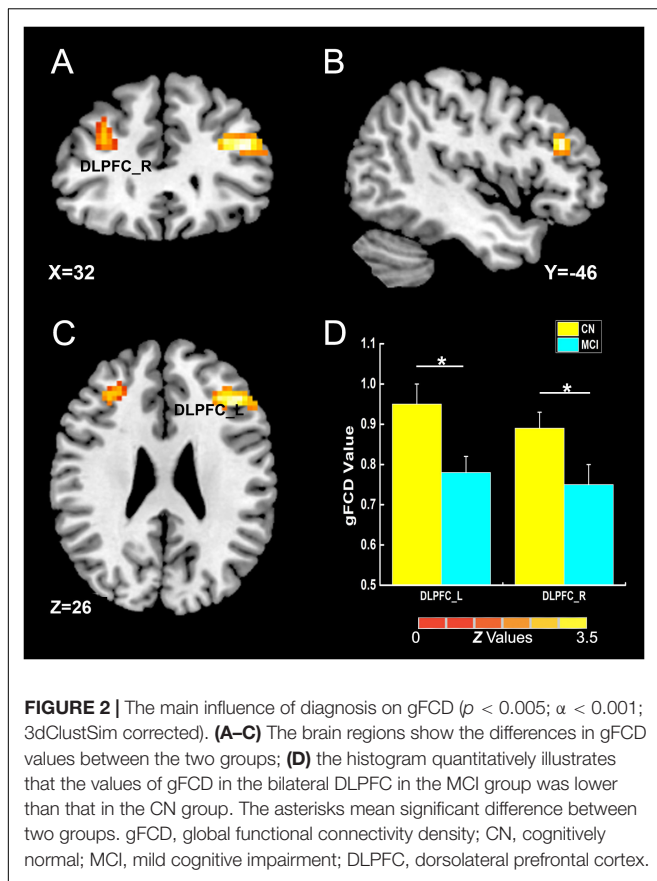 A
B
DLPFC_R
X=32
Y=-46
C
D
DLPFC_L
Z=26
CN
MCI
gFCD Value
1.1
1.0
0.9
0.8
0.7
0.6
0.5
*
*
DLPFC_L
DLPFC_R
0 Z Values 3.5
FIGURE 2 | The main influence of diagnosis on gFCD (p < 0.005; α < 0.001;
3dClustSim corrected). (A–C) The brain regions show the differences in gFCD
values between the two groups; (D) the histogram quantitatively illustrates
that the values of gFCD in the bilateral DLPFC in the MCI group was lower
than that in the CN group. The asterisks mean significant difference between
two groups. gFCD, global functional connectivity density; CN, cognitively
normal; MCI, mild cognitive impairment; DLPFC, dorsolateral prefrontal cortex.